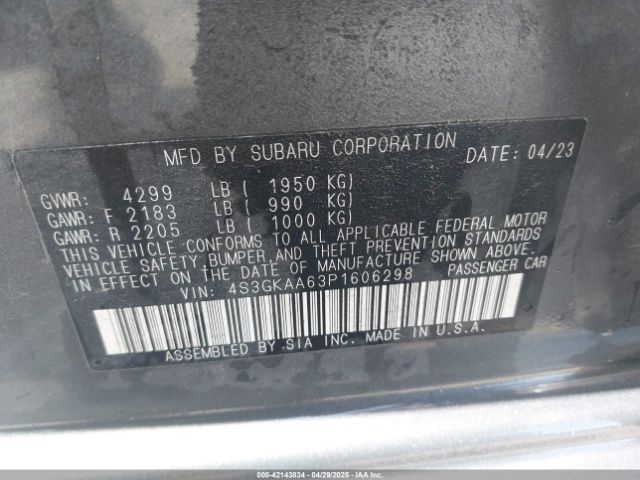 MFD BY SUBARU CORPORATION DATE: 04/23
GVWR: 4299 LB ( 1950 KG)
GAWR: F 2183 LB ( 990 KG)
GAWR: R 2205 LB ( 1000 KG)
THIS VEHICLE CONFORMS TO ALL APPLICABLE FEDERAL MOTOR
VEHICLE SAFETY BUMPER, AND THEFT PREVENTION STANDARDS
IN EFFECT ON THE DATE OF MANUFACTURE SHOWN ABOVE.
VIN: 4S3GKAA63P1606298 PASSENGER CAR
ASSEMBLED BY SIA INC. MADE IN U.S.A.
000-42143834 - 04/29/2025 - IAAI.COM